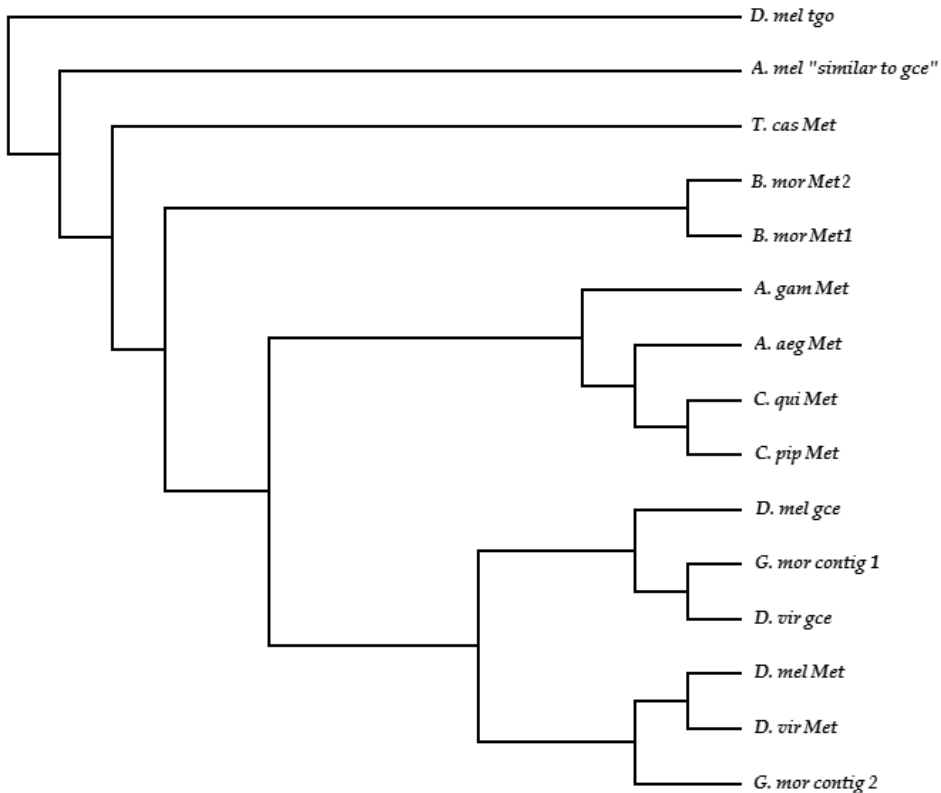 D. mel tgo
A. mel "similar to gce"
T. cas Met
B. mor Met2
B. mor Met1
A. gam Met
A. aeg Met
C. qui Met
C. pip Met
D. mel gce
G. mor contig 1
D. vir gce
D. mel Met
D. vir Met
G. mor contig 2